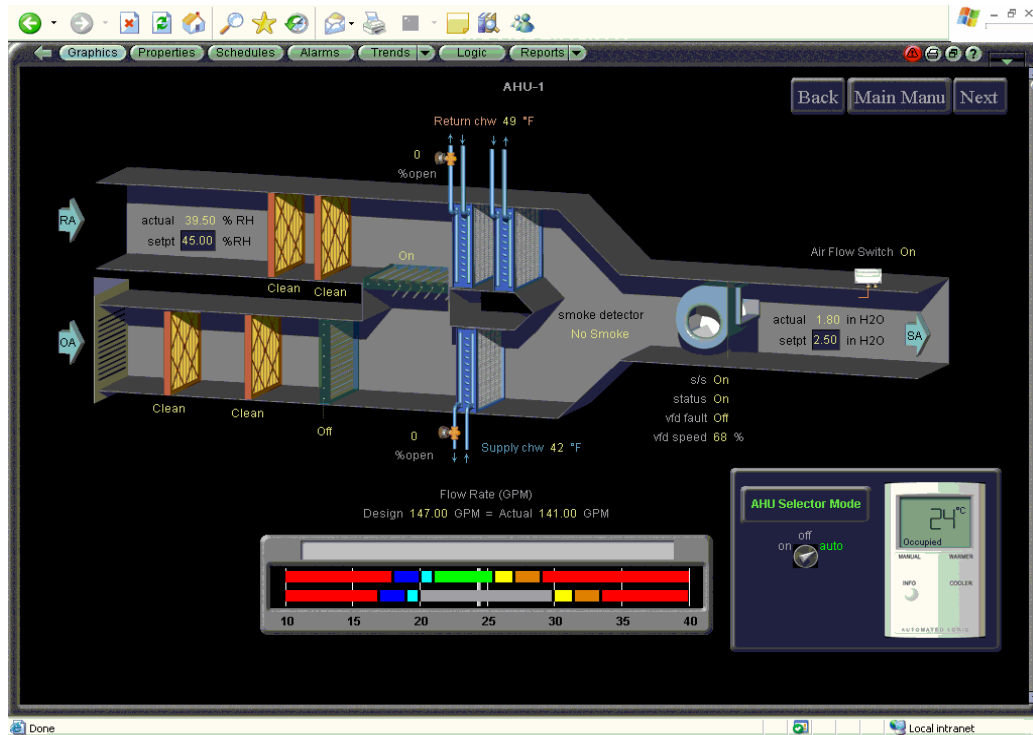 Graphics Properties Schedules Alarms Trends Logic Reports
AHU-1
Back Main Manu Next
Return chw 49 °F
0
%open
RA
actual 39.50 % RH
setpt 45.00 %RH
On
Air Flow Switch On
Clean Clean
OA
smoke detector
No Smoke
actual 1.80 in H2O
setpt 2.50 in H2O
SA
s/s On
status On
vfd fault Off
vfd speed 68 %
Clean Clean
Off
0
%open
Supply chw 42 °F
Flow Rate (GPM)
Design 147.00 GPM = Actual 141.00 GPM
10 15 20 25 30 35 40
AHU Selector Mode
off
on auto
24°C
Occupied
MANUAL WARMER
INFO COOLER
Done
Local intranet